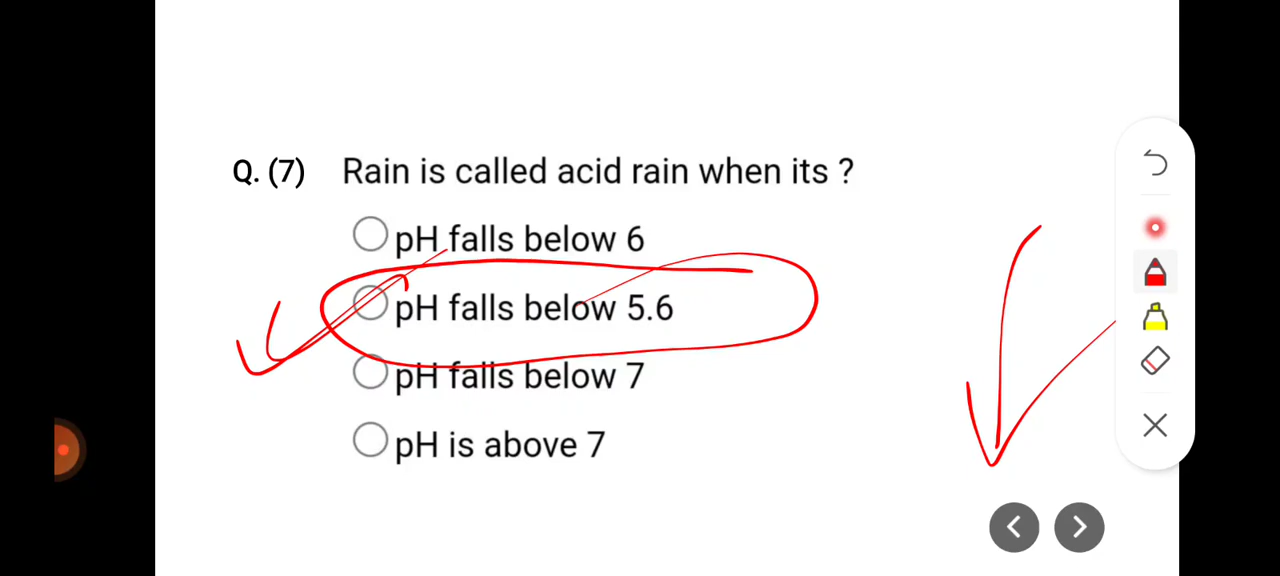 Q. (7) Rain is called acid rain when its ?
pH falls below 6
pH falls below 5.6
pH falls below 7
pH is above 7